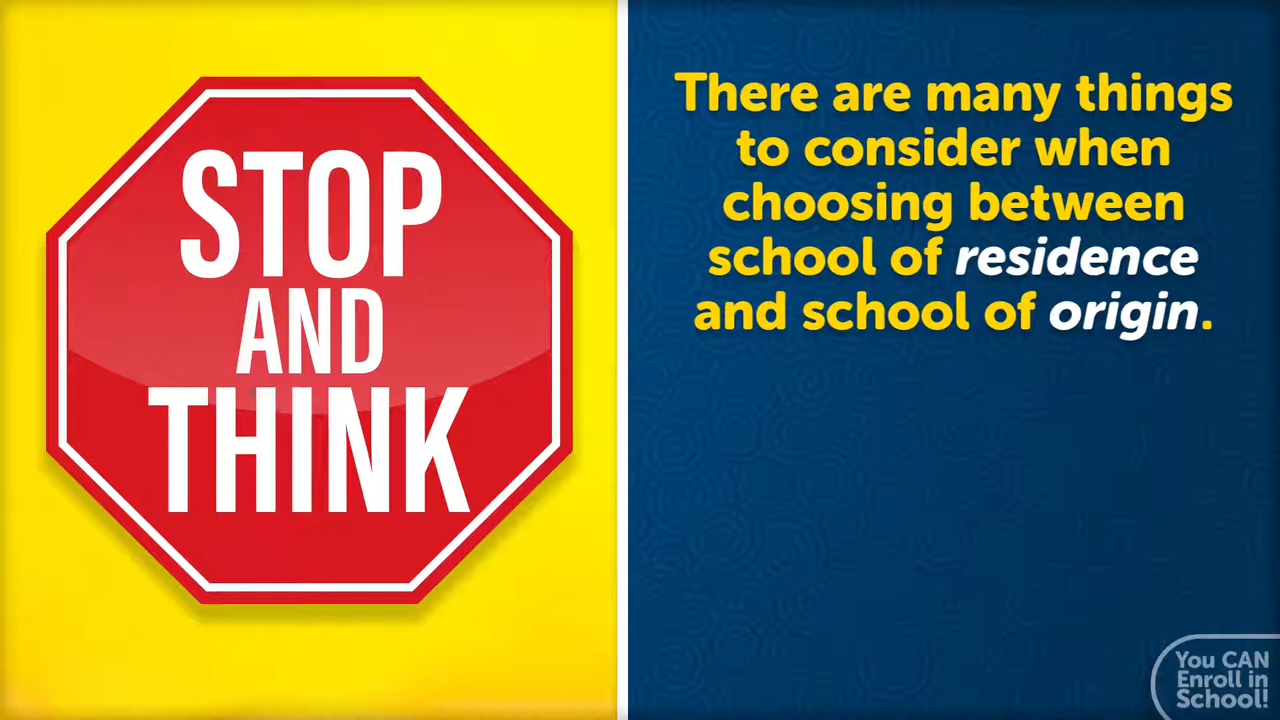 STOP
AND
THINK
There are many things
to consider when
choosing between
school of residence
and school of origin.
You CAN
Enroll in
School!